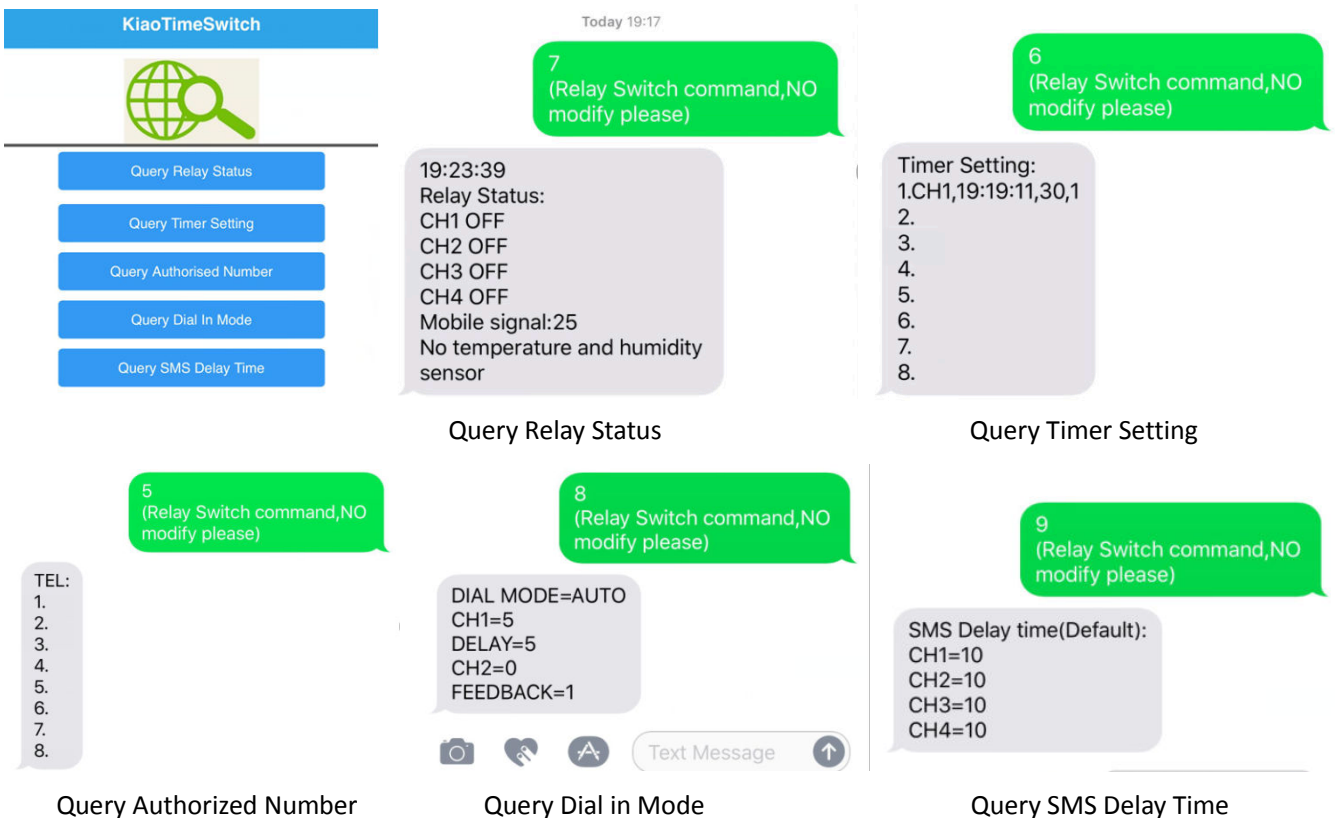 KiaoTimeSwitch
Query Relay Status
Query Timer Setting
Query Authorised Number
Query Dial In Mode
Query SMS Delay Time
Today 19:17
7
(Relay Switch command,NO
modify please)
19:23:39
Relay Status:
CH1 OFF
CH2 OFF
CH3 OFF
CH4 OFF
Mobile signal:25
No temperature and humidity
sensor
Query Relay Status
6
(Relay Switch command,NO
modify please)
Timer Setting:
1.CH1,19:19:11,30,1
2.
3.
4.
5.
6.
7.
8.
Query Timer Setting
5
(Relay Switch command,NO
modify please)
TEL:
1.
2.
3.
4.
5.
6.
7.
8.
Query Authorized Number
8
(Relay Switch command,NO
modify please)
DIAL MODE=AUTO
CH1=5
DELAY=5
CH2=0
FEEDBACK=1
Text Message
Query Dial in Mode
9
(Relay Switch command,NO
modify please)
SMS Delay time(Default):
CH1=10
CH2=10
CH3=10
CH4=10
Query SMS Delay Time